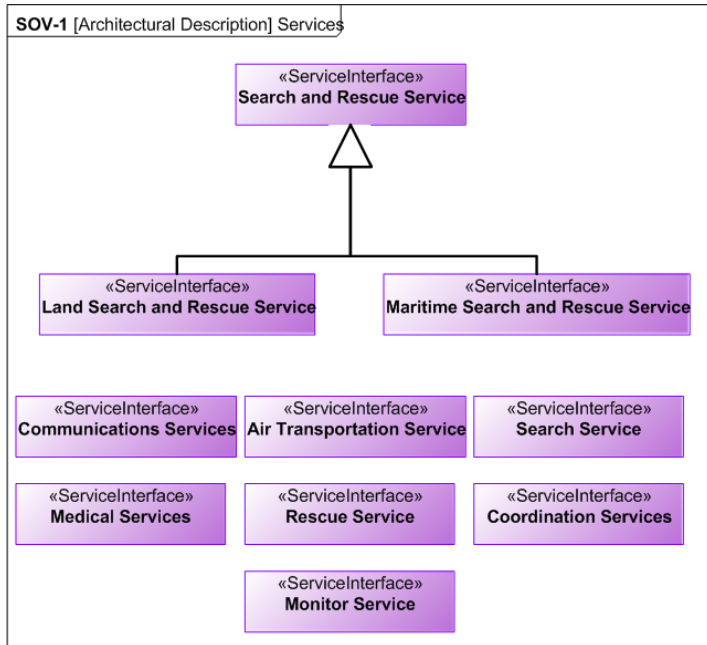 SOV-1 [Architectural Description] Services
«ServiceInterface»
Search and Rescue Service
«ServiceInterface»
Land Search and Rescue Service
«ServiceInterface»
Maritime Search and Rescue Service
«ServiceInterface»
Communications Services
«ServiceInterface»
Air Transportation Service
«ServiceInterface»
Search Service
«ServiceInterface»
Medical Services
«ServiceInterface»
Rescue Service
«ServiceInterface»
Coordination Services
«ServiceInterface»
Monitor Service